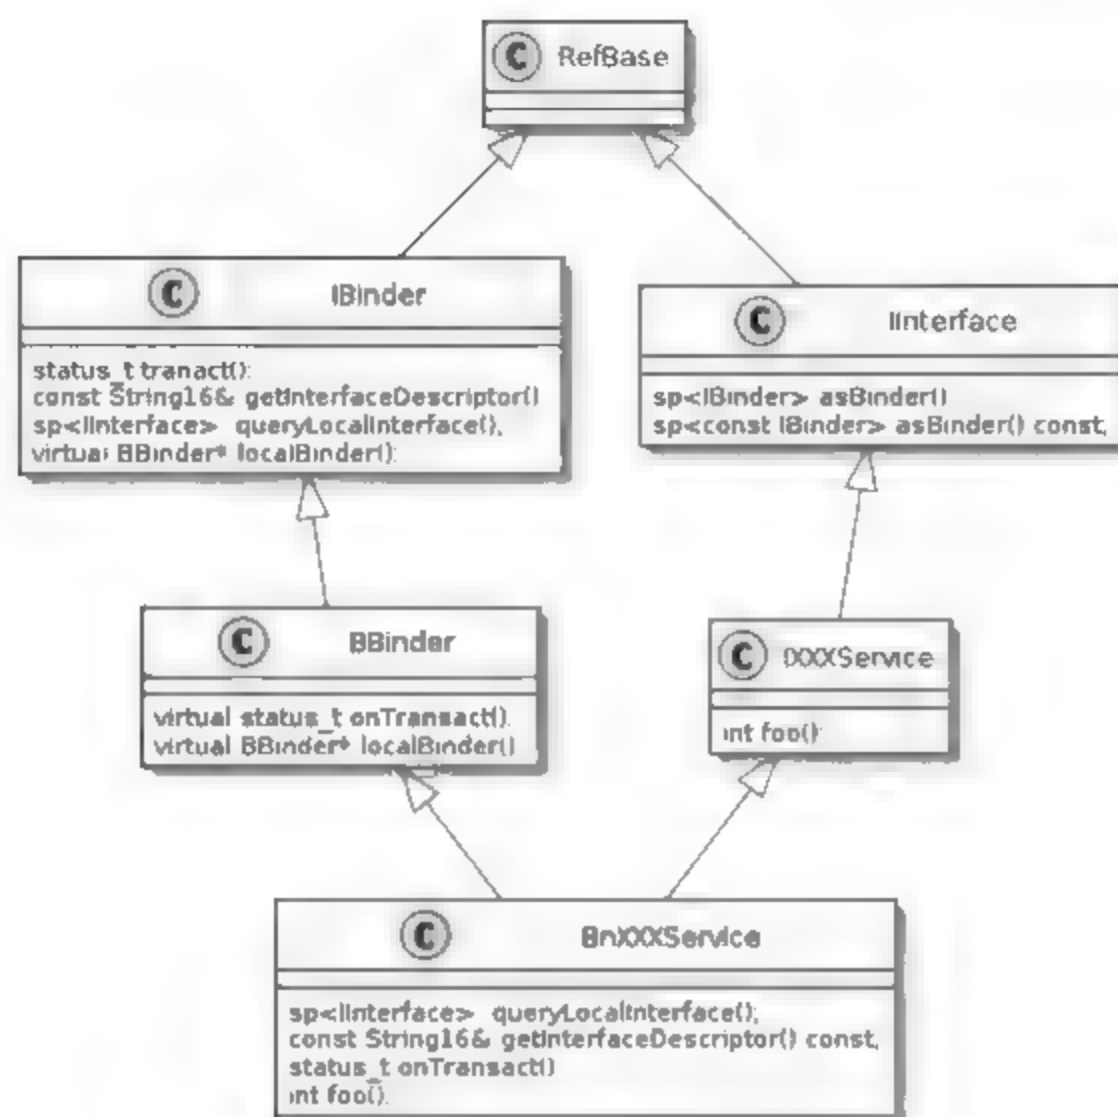 C RefBase
C IBinder
status_t tranact();
const String16& getInterfaceDescriptor()
sp<IInterface> queryLocalInterface();
virtual BBinder* localBinder();
C IInterface
sp<IBinder> asBinder()
sp<const IBinder> asBinder() const;
C BBinder
virtual status_t onTransact();
virtual BBinder* localBinder()
C IXXXService
int foo();
C BnXXXService
sp<IInterface> queryLocalInterface();
const String16& getInterfaceDescriptor() const;
status_t onTransact()
int foo();